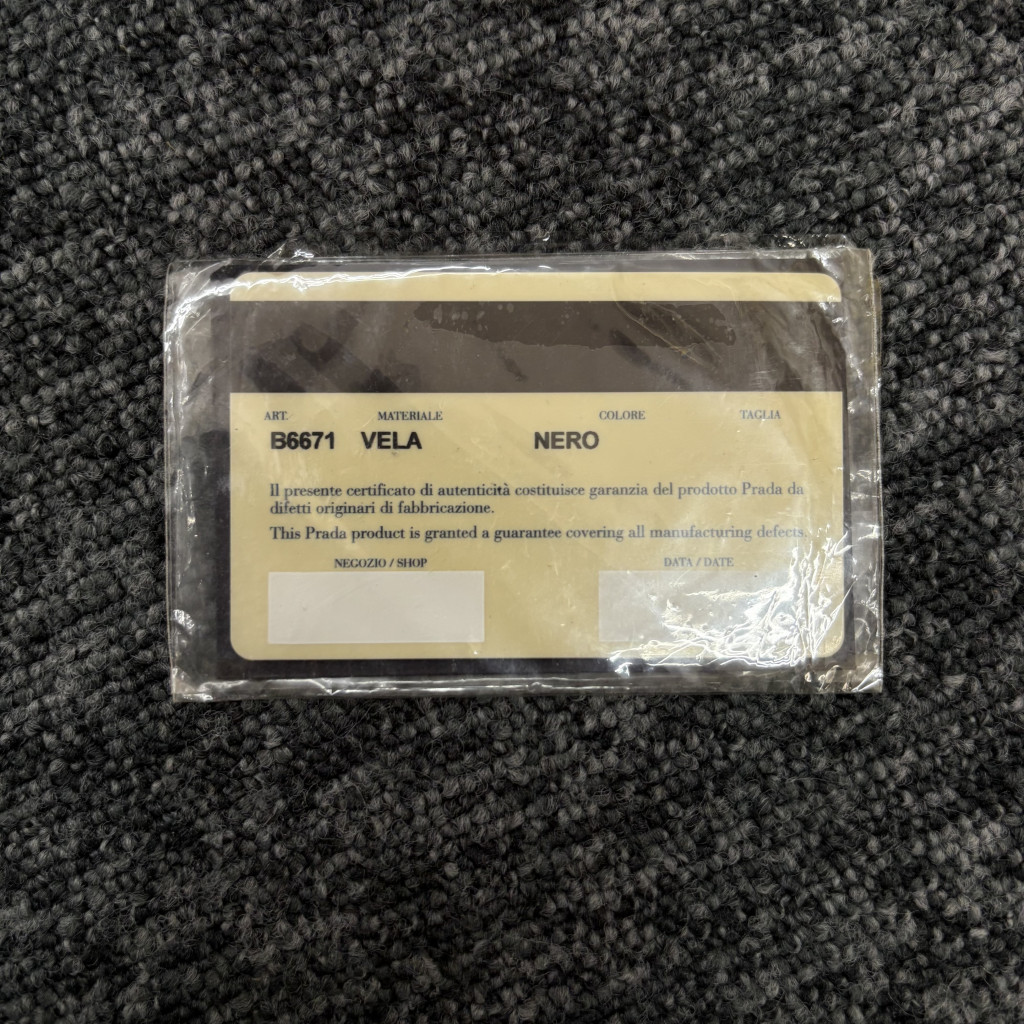 ART. MATERIALE COLORE TAGLIA
B6671 VELA NERO
Il presente certificato di autenticità costituisce garanzia del prodotto Prada da
difetti originari di fabbricazione.
This Prada product is granted a guarantee covering all manufacturing defects.
NEGOZIO / SHOP DATA / DATE